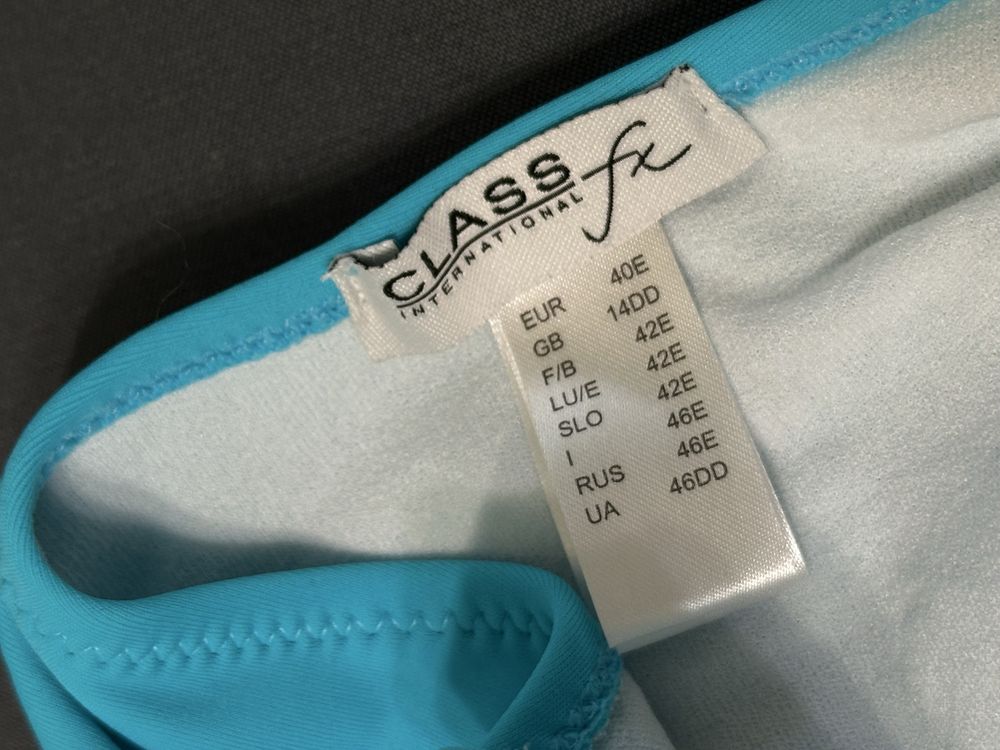 CLASS fx
INTERNATIONAL
EUR 40E
GB 14DD
F/B 42E
LU/E 42E
SLO 42E
I 46E
RUS 46E
UA 46DD